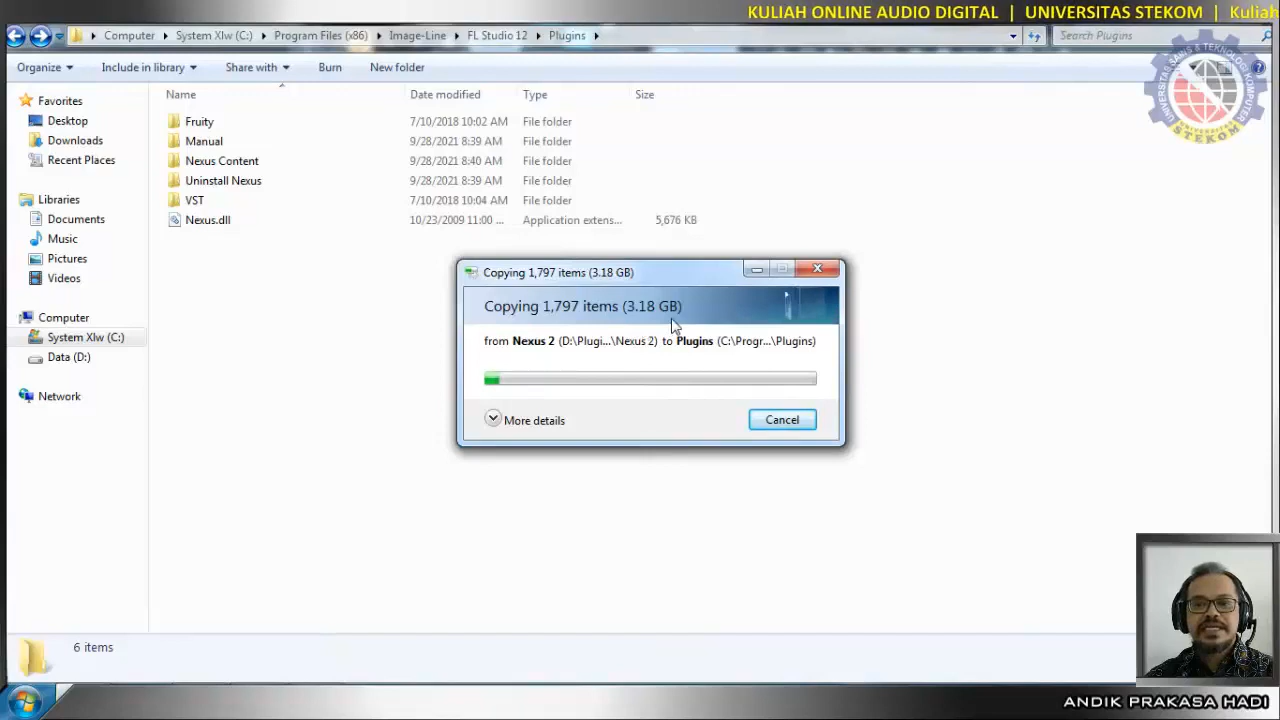 KULIAH ONLINE AUDIO DIGITAL | UNIVERSITAS STEKOM | Kuliah
Computer System Xlw (C:) Program Files (x86) Image-Line FL Studio 12 Plugins
Search Plugins
Organize Include in library Share with Burn New folder
Name Date modified Type Size
Favorites
Desktop
Downloads
Recent Places
Libraries
Documents
Music
Pictures
Videos
Computer
System Xlw (C:)
Data (D:)
Network
Fruity 7/10/2018 10:02 AM File folder
Manual 9/28/2021 8:39 AM File folder
Nexus Content 9/28/2021 8:40 AM File folder
Uninstall Nexus 9/28/2021 8:39 AM File folder
VST 7/10/2018 10:04 AM File folder
Nexus.dll 10/23/2009 11:00 ... Application extens... 5,676 KB
Copying 1,797 items (3.18 GB)
Copying 1,797 items (3.18 GB)
from Nexus 2 (D:\Plugi...\Nexus 2) to Plugins (C:\Progr...\Plugins)
More details
Cancel
6 items
UNIVERSITAS SAINS & TEKNOLOGI KOMPUTER
STEKOM
ANDIK PRAKASA HADI